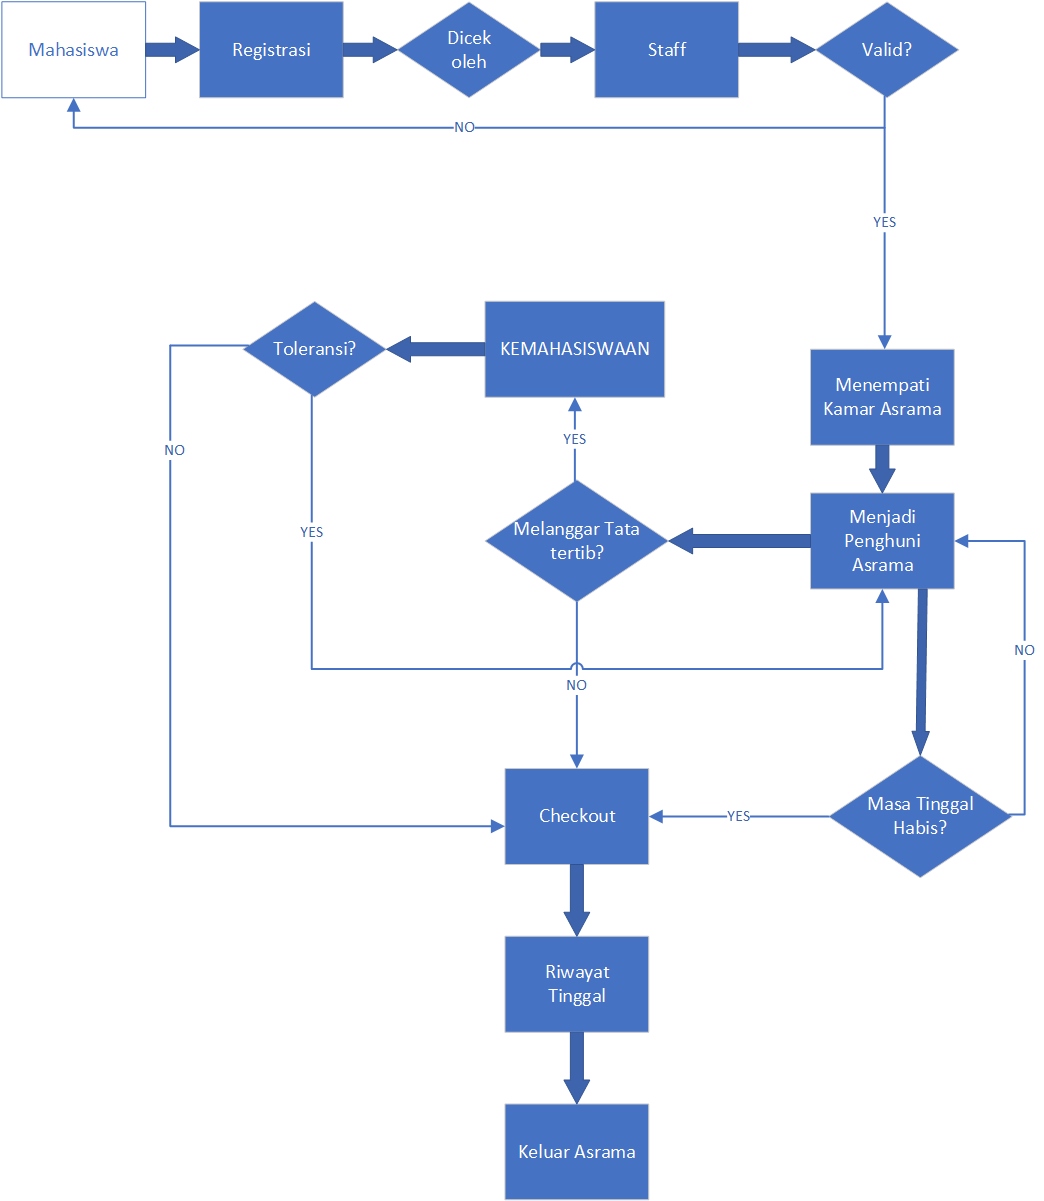 Mahasiswa
Registrasi
Dicek
oleh
Staff
Valid?
NO
YES
Toleransi?
KEMAHASISWAAN
Menempati
Kamar Asrama
YES
NO
Melanggar Tata
tertib?
Menjadi
Penghuni
Asrama
YES
NO
NO
Checkout
YES
Masa Tinggal
Habis?
Riwayat
Tinggal
Keluar Asrama